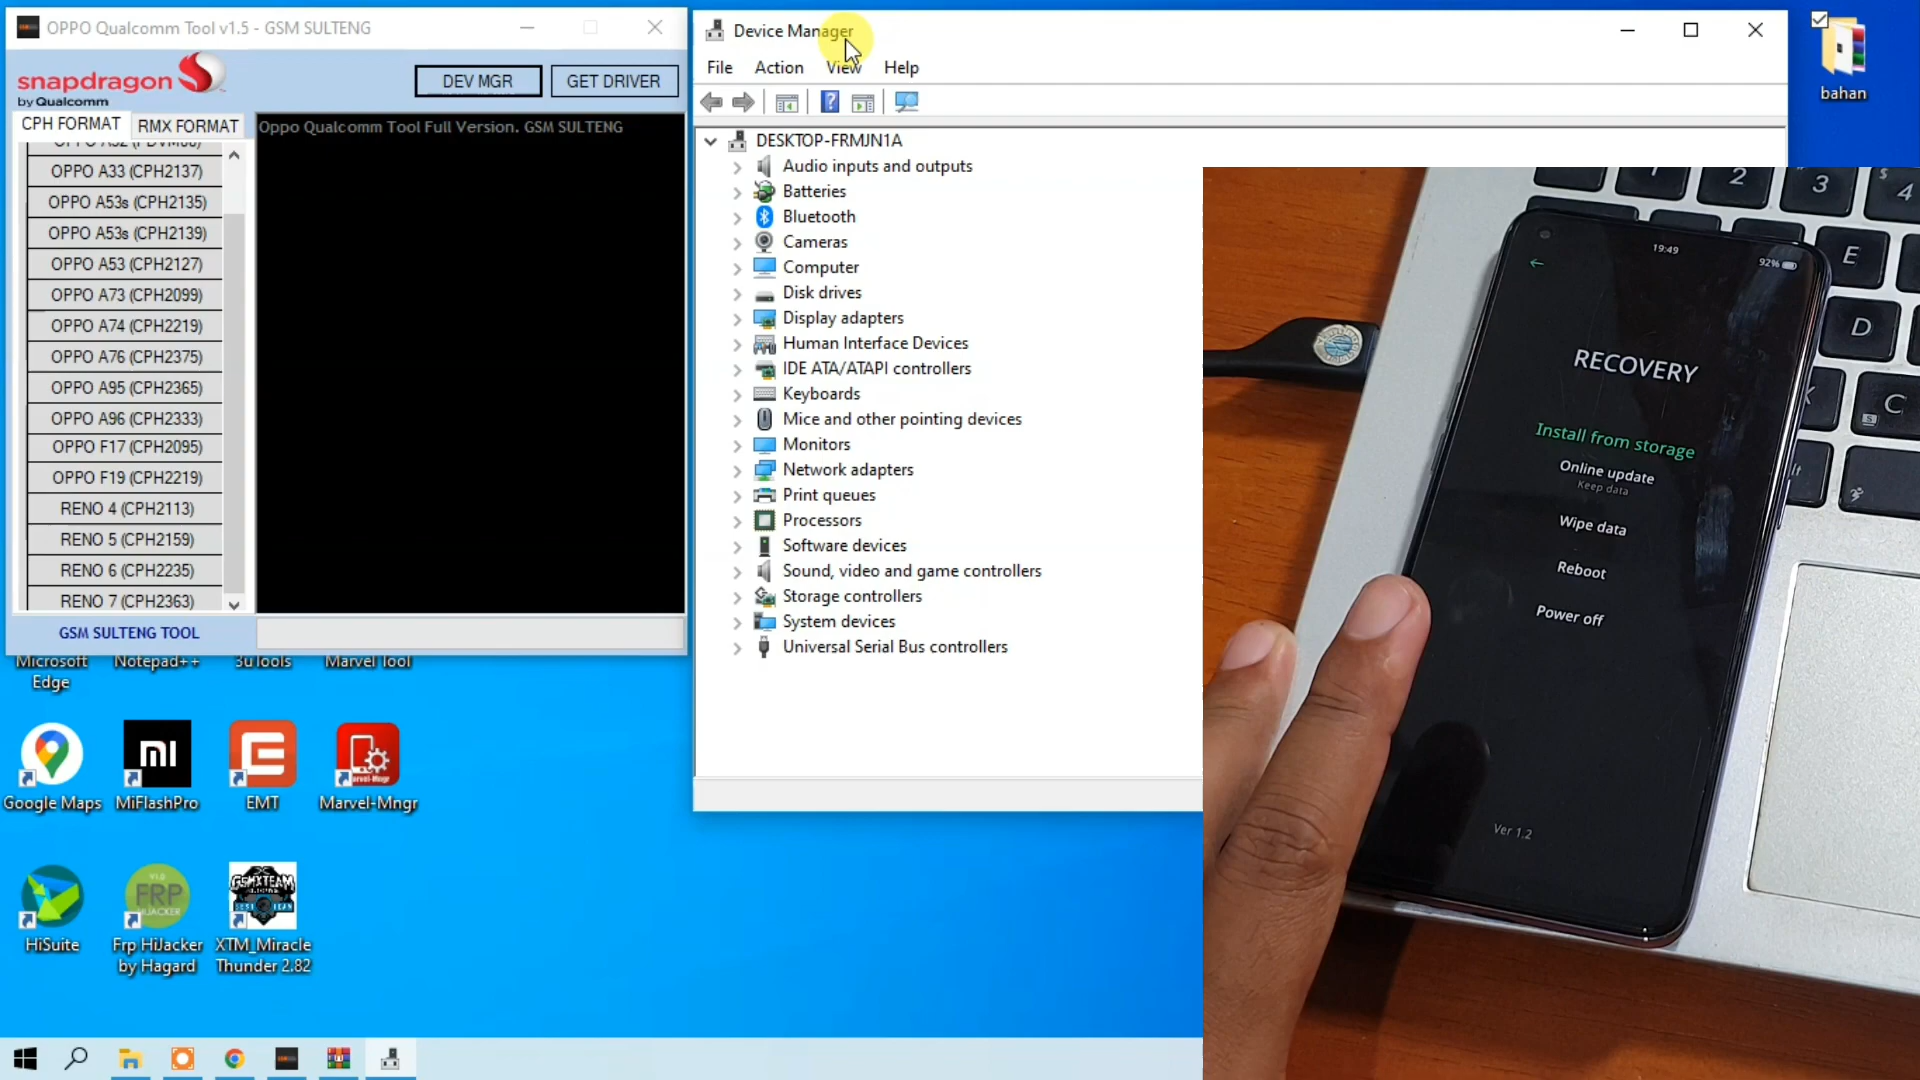 OPPO Qualcomm Tool v1.5 - GSM SULTENG
snapdragon
by Qualcomm
DEV MGR
GET DRIVER
CPH FORMAT
RMX FORMAT
OPPO A33 (CPH2137)
OPPO A53s (CPH2135)
OPPO A53s (CPH2139)
OPPO A53 (CPH2127)
OPPO A73 (CPH2099)
OPPO A74 (CPH2219)
OPPO A76 (CPH2375)
OPPO A95 (CPH2365)
OPPO A96 (CPH2333)
OPPO F17 (CPH2095)
OPPO F19 (CPH2219)
RENO 4 (CPH2113)
RENO 5 (CPH2159)
RENO 6 (CPH2235)
RENO 7 (CPH2363)
GSM SULTENG TOOL
Oppo Qualcomm Tool Full Version. GSM SULTENG
Device Manager
File Action View Help
DESKTOP-FRMJN1A
Audio inputs and outputs
Batteries
Bluetooth
Cameras
Computer
Disk drives
Display adapters
Human Interface Devices
IDE ATA/ATAPI controllers
Keyboards
Mice and other pointing devices
Monitors
Network adapters
Print queues
Processors
Software devices
Sound, video and game controllers
Storage controllers
System devices
Universal Serial Bus controllers
bahan
19:49
92%
RECOVERY
Install from storage
Online update
Keep data
Wipe data
Reboot
Power off
Ver 1.2
2
3
$
4
E
D
C
Microsoft Edge
Notepad++
3uTools
Marvel Tool
Google Maps
MiFlashPro
EMT
Marvel-Mngr
HiSuite
FRP
HIJACKER
Frp HiJacker
by Hagard
GSMXTEAM
XTM_Miracle
Thunder 2.82